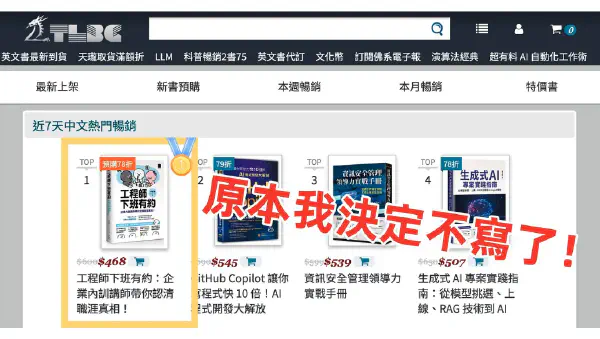 TLBG
0
英文書最新到貨 天瓏取貨滿額折 LLM 科普暢銷2書75 英文書代訂 文化幣 訂閱佛系電子報 演算法經典 超有料 AI 自動化工作術
最新上架 新書預購 本週暢銷 本月暢銷 特價書
近7天中文熱門暢銷
TOP 1
預購78折
工程師下班有約
$600 $468
工程師下班有約：企
業內訓講師帶你認清
職涯真相！
TOP 2
79折
$545
GitHub Copilot 讓你
寫程式快 10 倍！AI
程式開發大解放
TOP 3
資訊安全管理
領導力實戰手冊
$599 $539
資訊安全管理領導力
實戰手冊
TOP 4
78折
生成式AI
專案實踐指南
$650 $507
生成式 AI 專案實踐指
南：從模型挑選、上
線、RAG 技術到 AI
原本我決定不寫了!